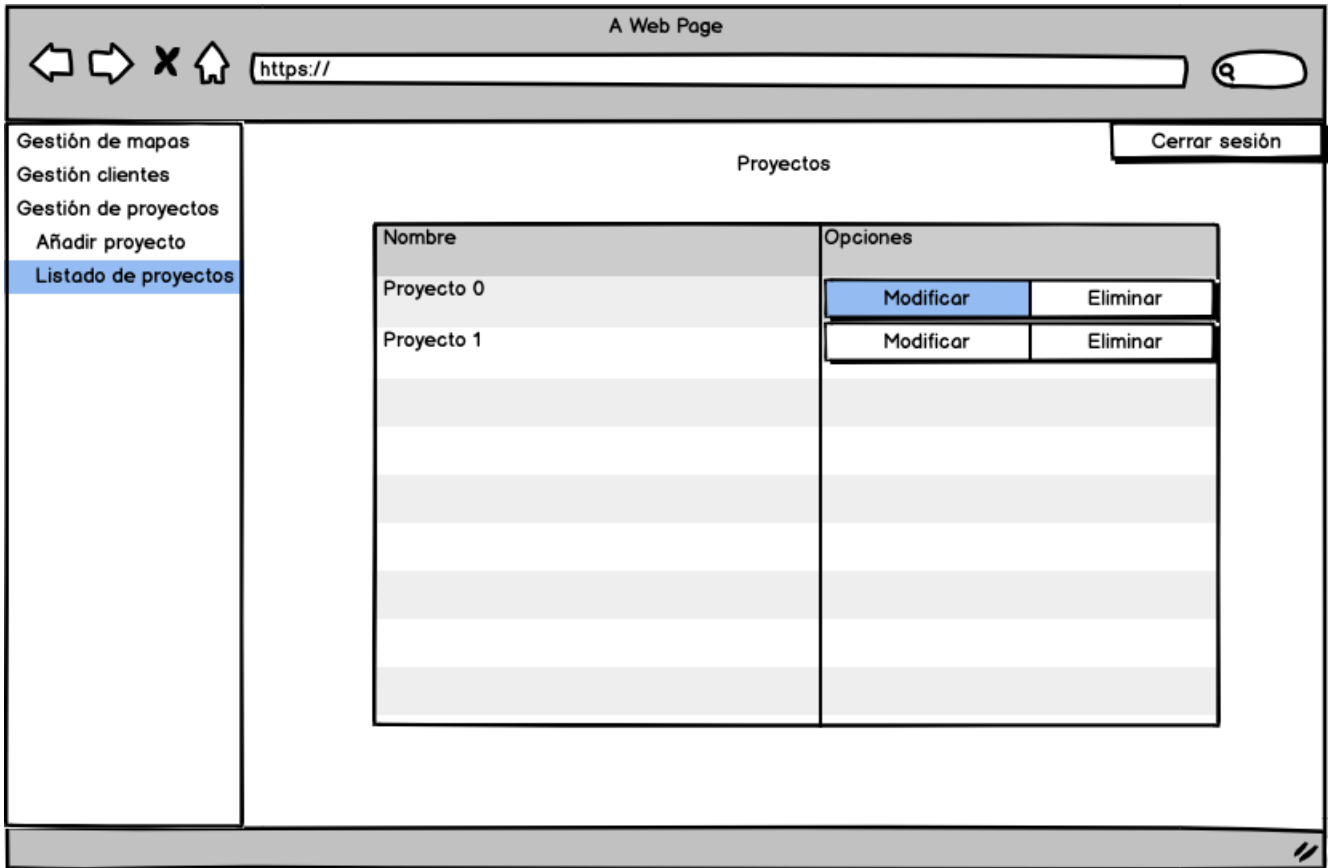 A Web Page
https://
Gestión de mapas
Gestión clientes
Gestión de proyectos
Añadir proyecto
Listado de proyectos
Cerrar sesión
Proyectos
Nombre Opciones
Proyecto 0 Modificar Eliminar
Proyecto 1 Modificar Eliminar